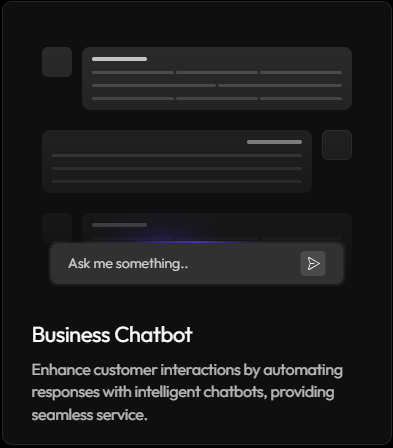 Ask me something..
Business Chatbot
Enhance customer interactions by automating
responses with intelligent chatbots, providing
seamless service.